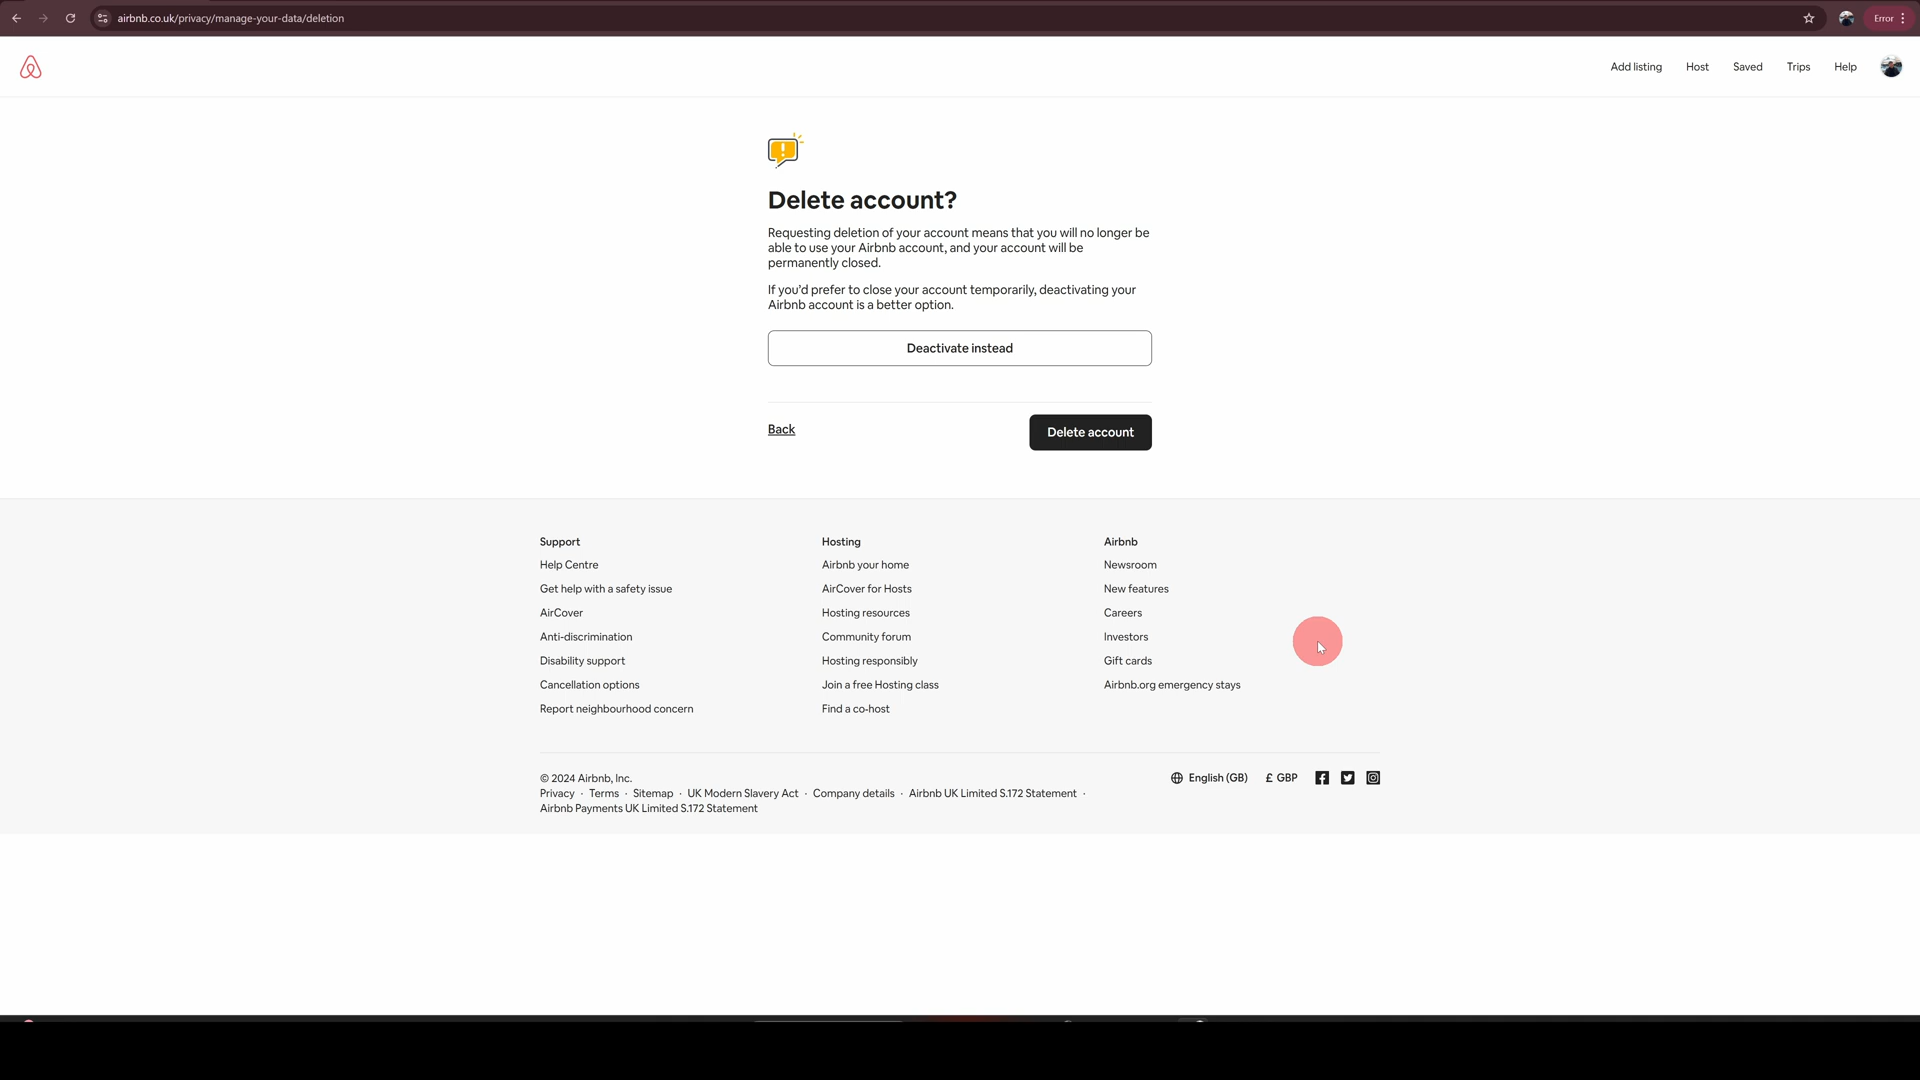 airbnb.co.uk/privacy/manage-your-data/deletion
Error
Add listing Host Saved Trips Help
Delete account?
Requesting deletion of your account means that you will no longer be
able to use your Airbnb account, and your account will be
permanently closed.
If you’d prefer to close your account temporarily, deactivating your
Airbnb account is a better option.
Deactivate instead
Back
Delete account
Support
Help Centre
Get help with a safety issue
AirCover
Anti-discrimination
Disability support
Cancellation options
Report neighbourhood concern
Hosting
Airbnb your home
AirCover for Hosts
Hosting resources
Community forum
Hosting responsibly
Join a free Hosting class
Find a co-host
Airbnb
Newsroom
New features
Careers
Investors
Gift cards
Airbnb.org emergency stays
© 2024 Airbnb, Inc.
Privacy · Terms · Sitemap · UK Modern Slavery Act · Company details · Airbnb UK Limited S.172 Statement ·
Airbnb Payments UK Limited S.172 Statement
English (GB) £ GBP